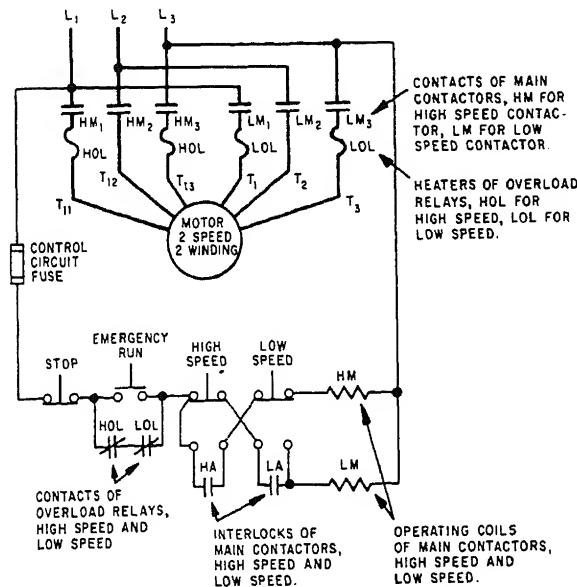 L1 L2 L3
HM1 HM2 HM3 LM1 LM2 LM3
HOL HOL LOL LOL
T11 T12 T13 T1 T2 T3
CONTACTS OF MAIN
CONTACTORS, HM FOR
HIGH SPEED CONTAC-
TOR, LM FOR LOW
SPEED CONTACTOR.
HEATERS OF OVERLOAD
RELAYS, HOL FOR
HIGH SPEED, LOL FOR
LOW SPEED.
MOTOR
2 SPEED
2 WINDING
CONTROL
CIRCUIT
FUSE
STOP
EMERGENCY
RUN
HIGH
SPEED
LOW
SPEED
HM
HOL LOL
HA LA LM
CONTACTS OF
OVERLOAD RELAYS,
HIGH SPEED AND
LOW SPEED
INTERLOCKS OF
MAIN CONTACTORS,
HIGH SPEED AND
LOW SPEED.
OPERATING COILS
OF MAIN CONTACTORS,
HIGH SPEED AND
LOW SPEED.